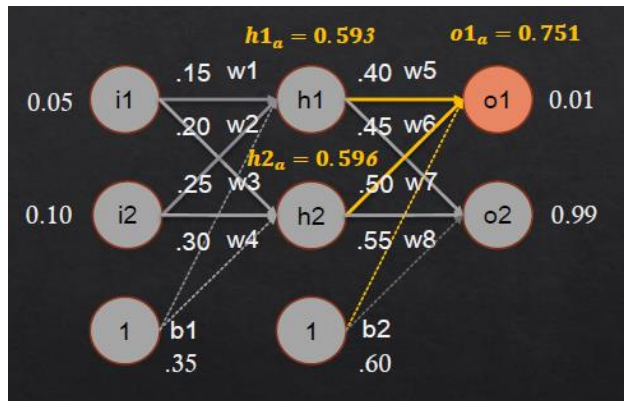 h1ₐ = 0.593 o1ₐ = 0.751
0.05 i1 .15 w1 h1 .40 w5 o1 0.01
.20 w2 .45 w6
h2ₐ = 0.596
.25 w3 .50 w7
0.10 i2 h2 o2 0.99
.30 w4 .55 w8
1 b1 1 b2
.35 .60